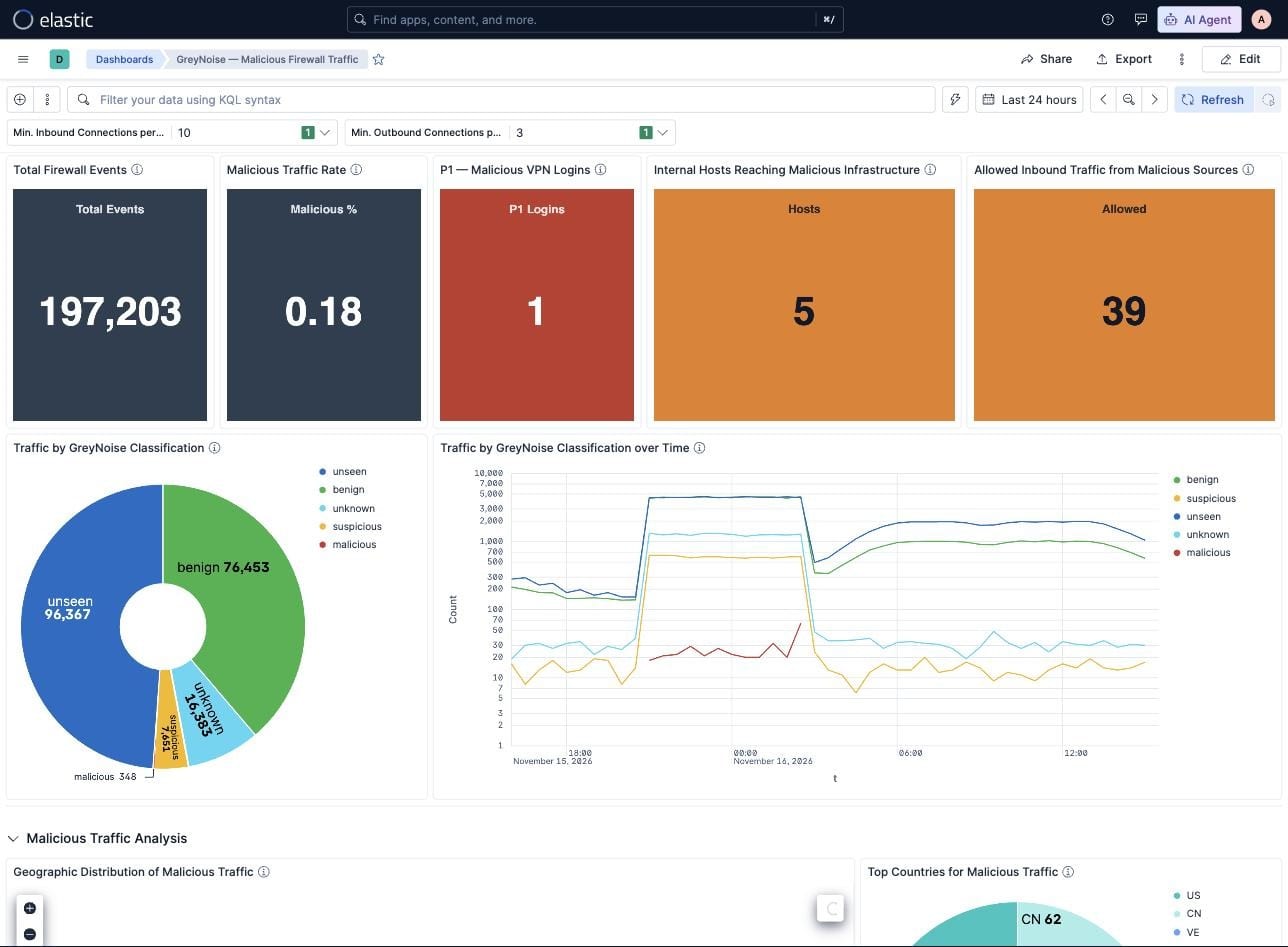 elastic
Find apps, content, and more.
⌘/
AI Agent
A
D
Dashboards
GreyNoise — Malicious Firewall Traffic
Share
Export
Edit
Filter your data using KQL syntax
Last 24 hours
Refresh
Min. Inbound Connections per...
10
1
Min. Outbound Connections p...
3
1
Total Firewall Events
Total Events
197,203
Malicious Traffic Rate
Malicious %
0.18
P1 — Malicious VPN Logins
P1 Logins
1
Internal Hosts Reaching Malicious Infrastructure
Hosts
5
Allowed Inbound Traffic from Malicious Sources
Allowed
39
Traffic by GreyNoise Classification
unseen
benign
unknown
suspicious
malicious
benign 76,453
unseen
96,367
unknown
16,383
suspicious
7,651
malicious 348
Traffic by GreyNoise Classification over Time
10,000
7,000
5,000
3,000
2,000
1,000
700
500
300
200
100
70
50
30
20
10
7
5
3
2
1
Count
18:00
November 15, 2026
00:00
November 16, 2026
06:00
12:00
t
benign
suspicious
unseen
unknown
malicious
Malicious Traffic Analysis
Geographic Distribution of Malicious Traffic
Top Countries for Malicious Traffic
CN 62
US
CN
VE